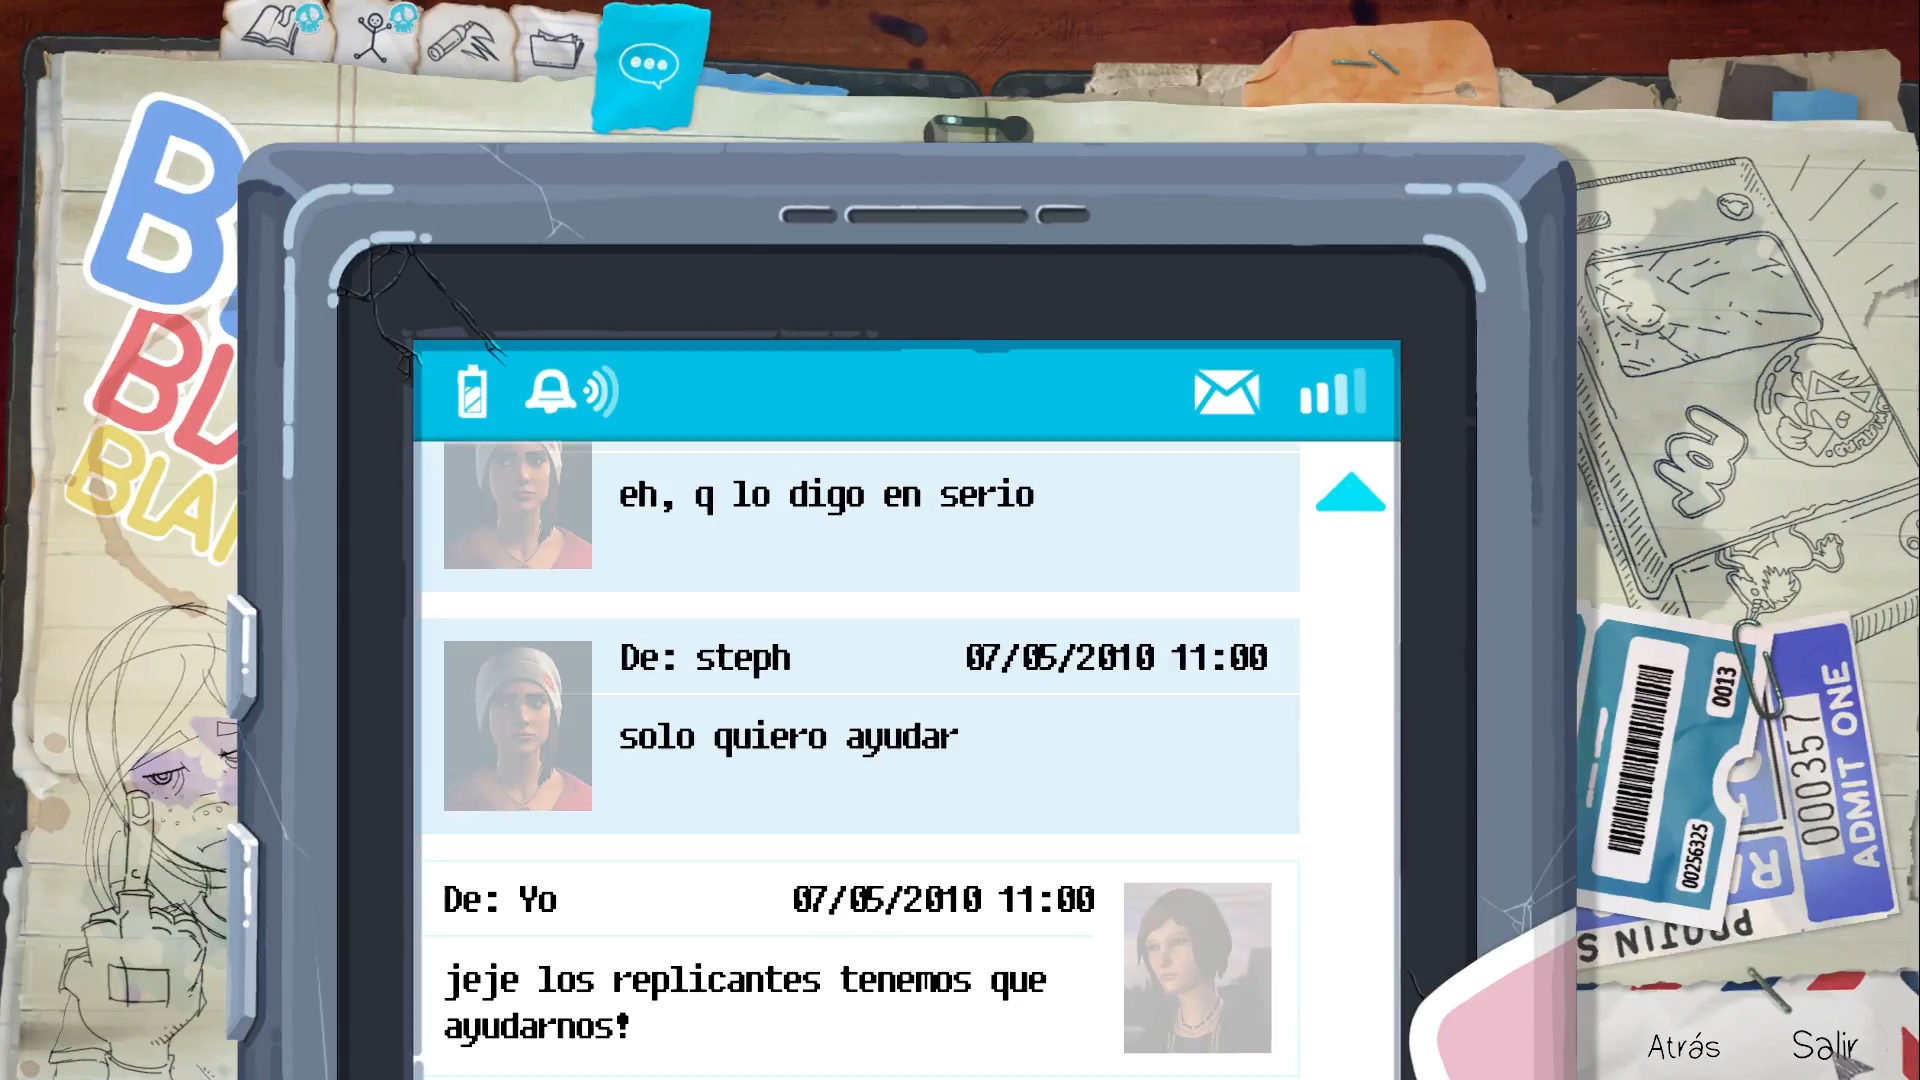 eh, q lo digo en serio
De: steph 07/05/2010 11:00
solo quiero ayudar
De: Yo 07/05/2010 11:00
jeje los replicantes tenemos que
ayudarnos!
0013
00256325
000357
ADMIT ONE
Atrás
Salir